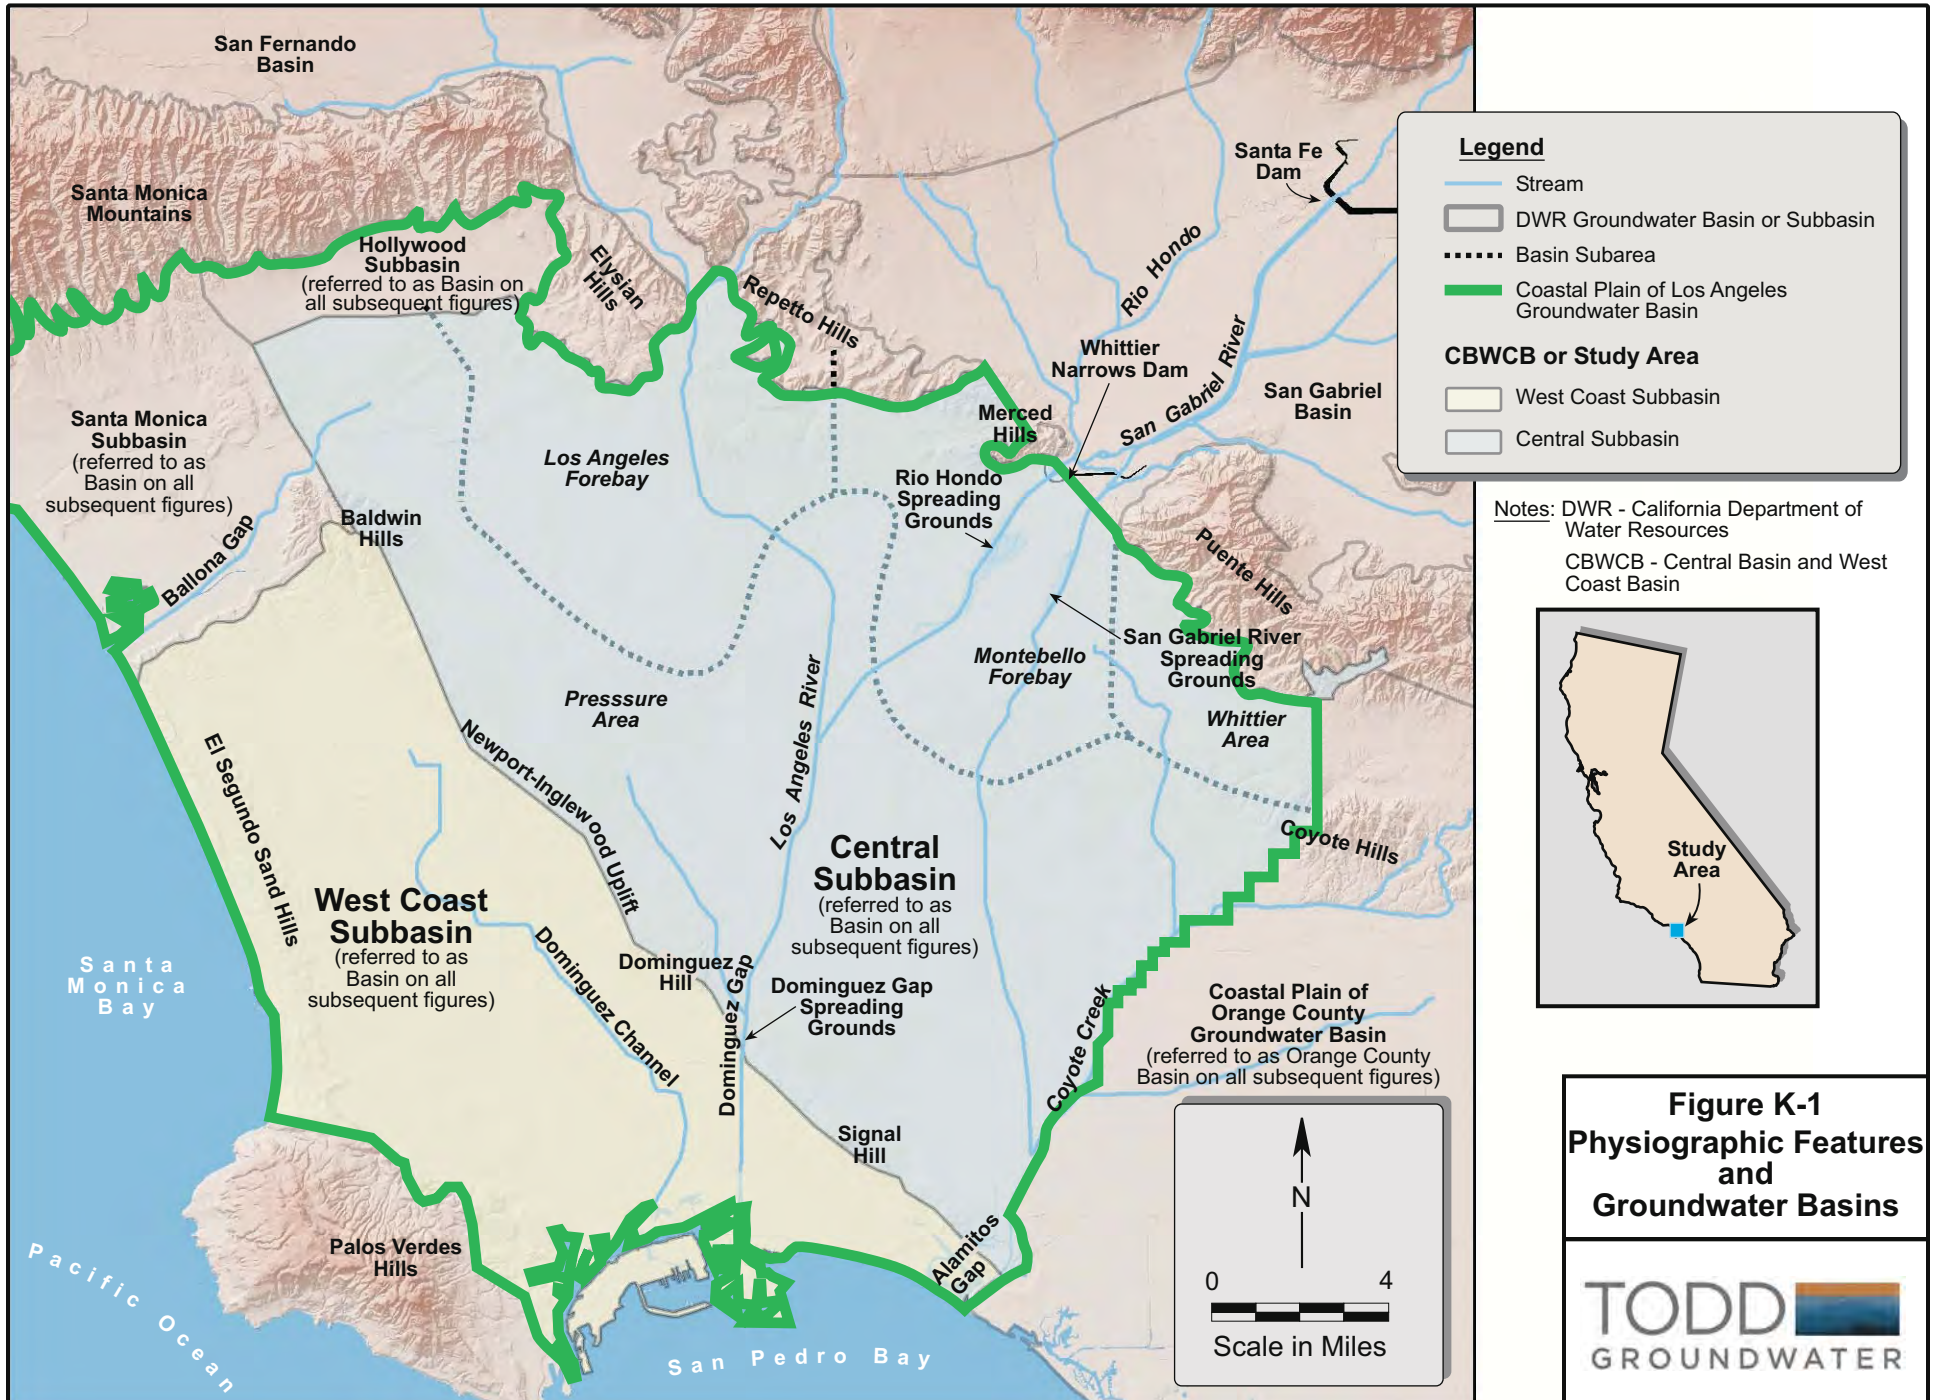 San Fernando
Basin
Santa Monica
Mountains
Hollywood
Subbasin
(referred to as Basin on
all subsequent figures)
Elysian
Hills
Repetto Hills
Santa Fe
Dam
Rio Hondo
San Gabriel River
Whittier
Narrows Dam
San Gabriel
Basin
Merced
Hills
Santa Monica
Subbasin
(referred to as
Basin on all
subsequent figures)
Ballona Gap
Baldwin
Hills
Los Angeles
Forebay
Rio Hondo
Spreading
Grounds
Puente Hills
San Gabriel River
Spreading
Grounds
Montebello
Forebay
Whittier
Area
Presssure
Area
Los Angeles River
Newport-Inglewood Uplift
El Segundo Sand Hills
Coyote Hills
Central
Subbasin
(referred to as
Basin on all
subsequent figures)
West Coast
Subbasin
(referred to as
Basin on all
subsequent figures)
Dominguez Channel
Dominguez
Hill
Dominguez Gap
Dominguez Gap
Spreading
Grounds
Santa
Monica
Bay
Coyote Creek
Coastal Plain of
Orange County
Groundwater Basin
(referred to as Orange County
Basin on all subsequent figures)
Signal
Hill
Alamitos
Gap
Palos Verdes
Hills
Pacific Ocean
San Pedro Bay
N
0 4
Scale in Miles
Legend
Stream
DWR Groundwater Basin or Subbasin
Basin Subarea
Coastal Plain of Los Angeles
Groundwater Basin
CBWCB or Study Area
West Coast Subbasin
Central Subbasin
Notes: DWR - California Department of
Water Resources
CBWCB - Central Basin and West
Coast Basin
Study
Area
Figure K-1
Physiographic Features
and
Groundwater Basins
TODD
GROUNDWATER